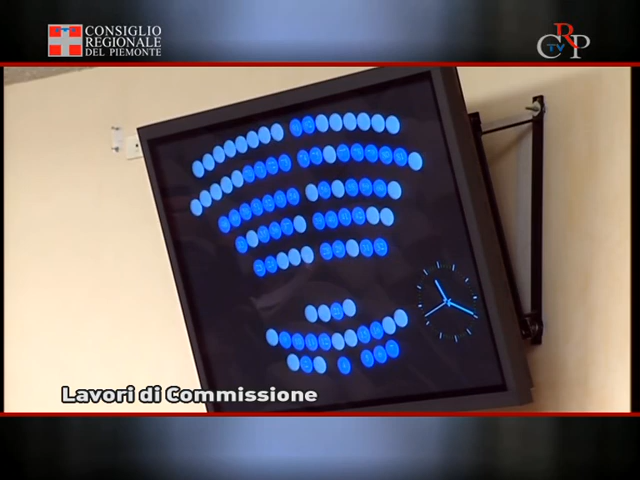 CONSIGLIO
REGIONALE
DEL PIEMONTE
CRP
TV
Lavori di Commissione